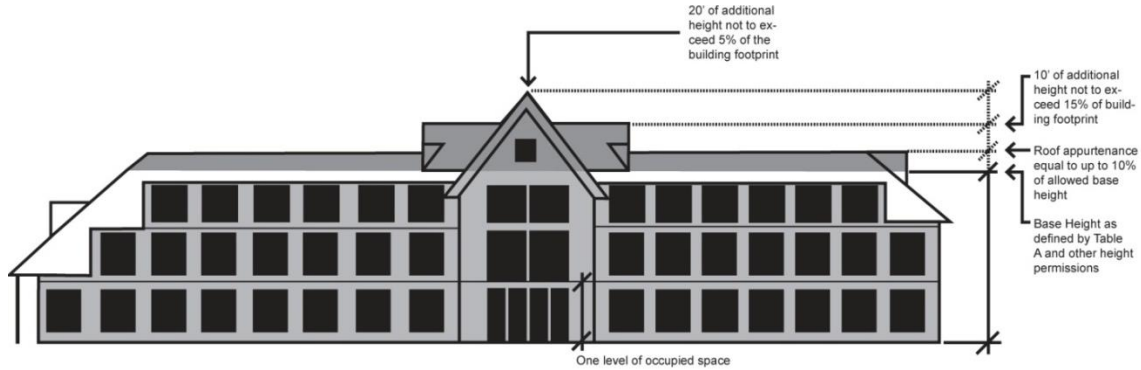 20' of additional
height not to ex-
ceed 5% of the
building footprint
10' of additional
height not to ex-
ceed 15% of build-
ing footprint
Roof appurtenance
equal to up to 10%
of allowed base
height
Base Height as
defined by Table
A and other height
permissions
One level of occupied space